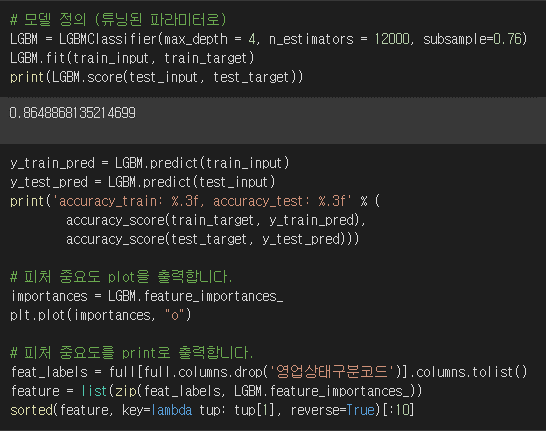 # 모델 정의 (튜닝된 파라미터로)
LGBM = LGBMClassifier(max_depth = 4, n_estimators = 12000, subsample=0.76)
LGBM.fit(train_input, train_target)
print(LGBM.score(test_input, test_target))
0.8648868135214699
y_train_pred = LGBM.predict(train_input)
y_test_pred = LGBM.predict(test_input)
print('accuracy_train: %.3f, accuracy_test: %.3f' % (
accuracy_score(train_target, y_train_pred),
accuracy_score(test_target, y_test_pred)))
# 피처 중요도 plot을 출력합니다.
importances = LGBM.feature_importances_
plt.plot(importances, "o")
# 피처 중요도를 print로 출력합니다.
feat_labels = full[full.columns.drop('영업상태구분코드')].columns.tolist()
feature = list(zip(feat_labels, LGBM.feature_importances_))
sorted(feature, key=lambda tup: tup[1], reverse=True)[:10]